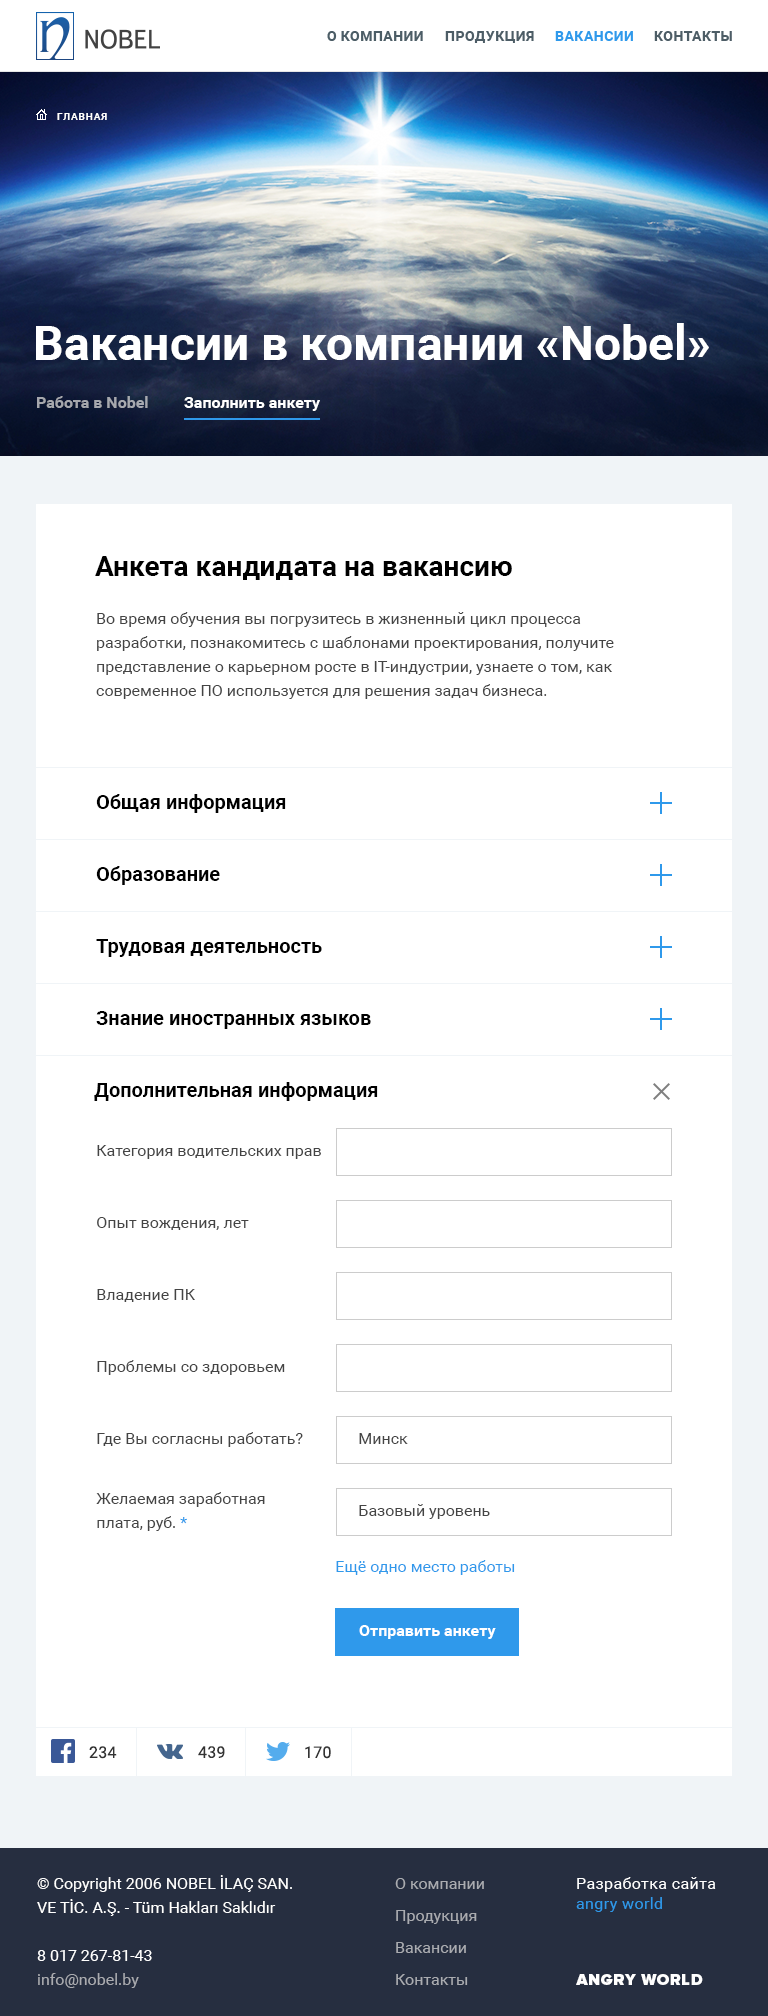 n NOBEL
О КОМПАНИИ ПРОДУКЦИЯ ВАКАНСИИ КОНТАКТЫ
ГЛАВНАЯ
Вакансии в компании «Nobel»
Работа в Nobel Заполнить анкету
Анкета кандидата на вакансию
Во время обучения вы погрузитесь в жизненный цикл процесса
разработки, познакомитесь с шаблонами проектирования, получите
представление о карьерном росте в IT-индустрии, узнаете о том, как
современное ПО используется для решения задач бизнеса.
Общая информация
Образование
Трудовая деятельность
Знание иностранных языков
Дополнительная информация
Категория водительских прав
Опыт вождения, лет
Владение ПК
Проблемы со здоровьем
Где Вы согласны работать? Минск
Желаемая заработная
плата, руб. *
Базовый уровень
Ещё одно место работы
Отправить анкету
234 439 170
© Copyright 2006 NOBEL İLAÇ SAN.
VE TİC. A.Ş. - Tüm Hakları Saklıdır
8 017 267-81-43
info@nobel.by
О компании
Продукция
Вакансии
Контакты
Разработка сайта
angry world
ANGRY WORLD